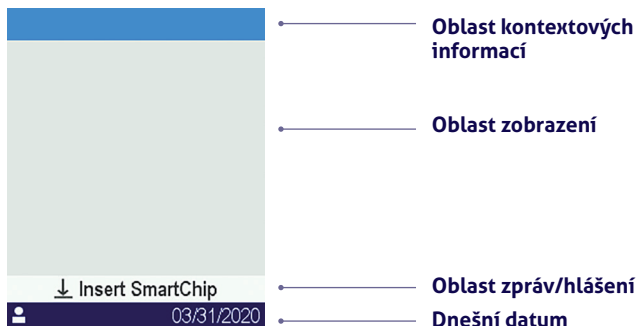 Oblast kontextových
informací
Oblast zobrazení
Insert SmartChip
Oblast zpráv/hlášení
03/31/2020
Dnešní datum